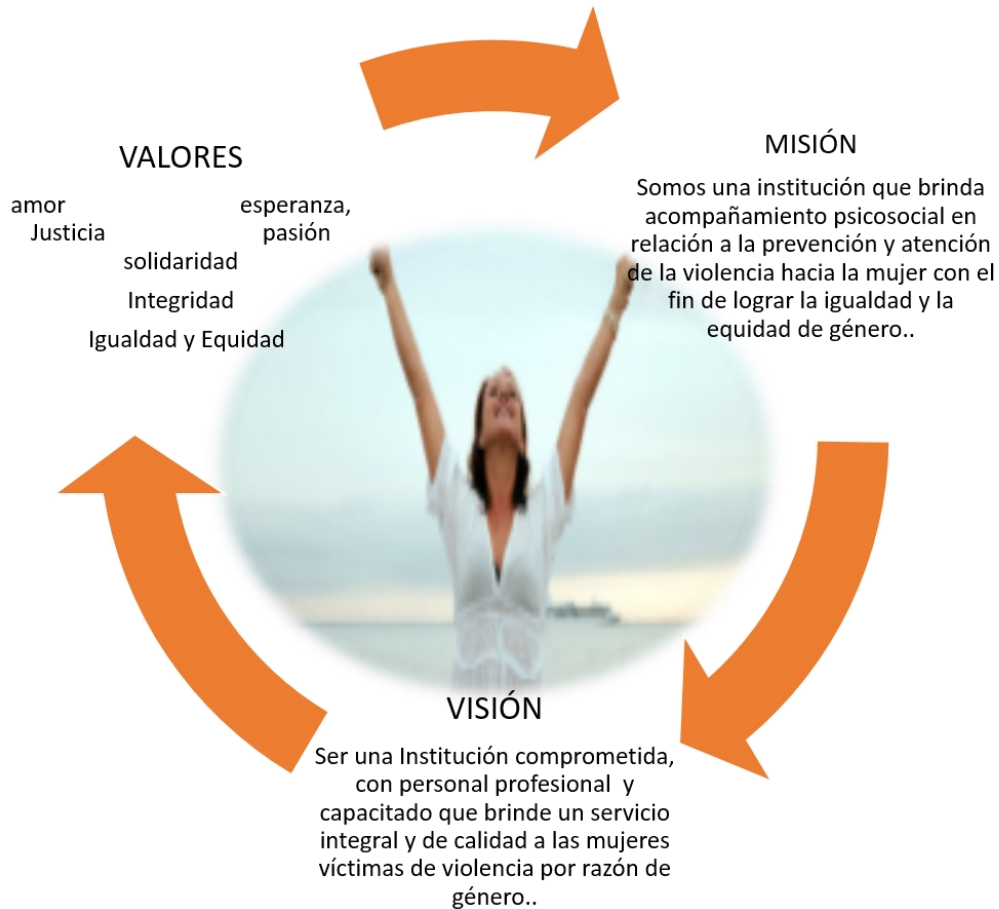 VALORES
amor esperanza,
Justicia pasión
solidaridad
Integridad
Igualdad y Equidad
MISIÓN
Somos una institución que brinda
acompañamiento psicosocial en
relación a la prevención y atención
de la violencia hacia la mujer con el
fin de lograr la igualdad y la
equidad de género..
VISIÓN
Ser una Institución comprometida,
con personal profesional y
capacitado que brinde un servicio
integral y de calidad a las mujeres
víctimas de violencia por razón de
género..